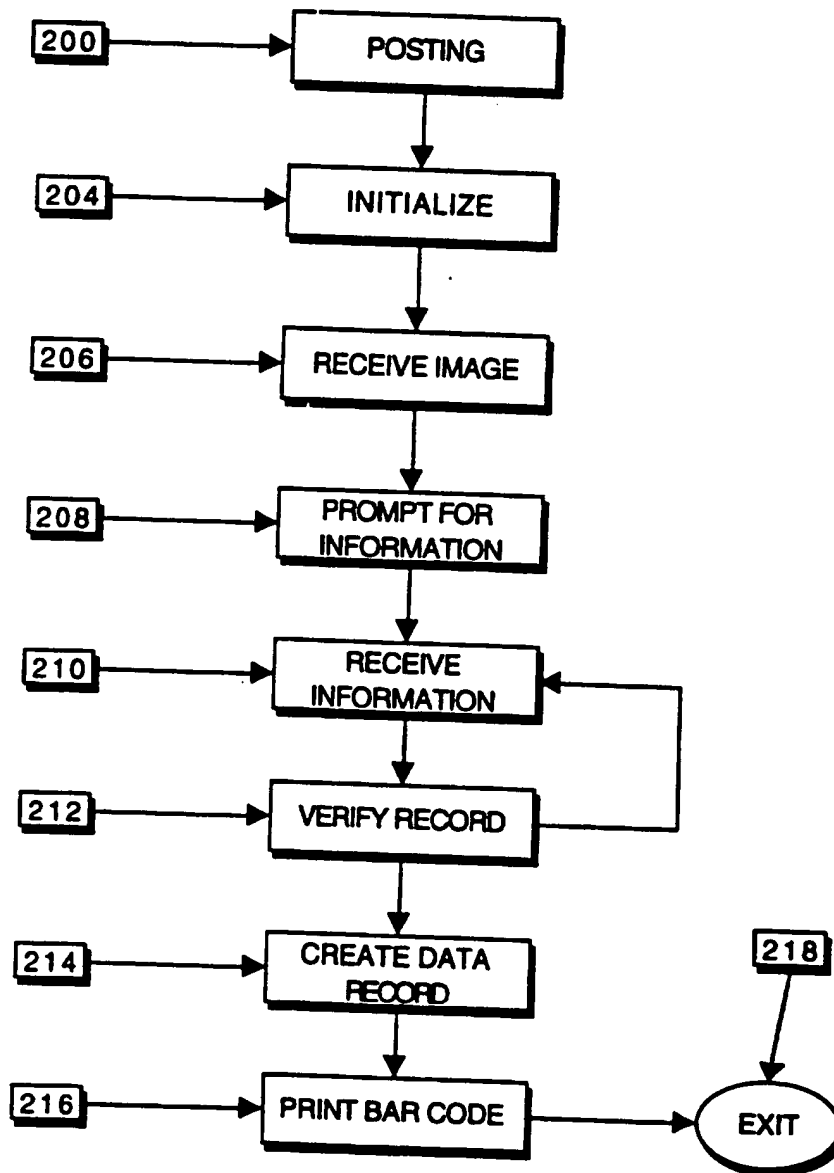 200
POSTING
204
INITIALIZE
206
RECEIVE IMAGE
208
PROMPT FOR
INFORMATION
210
RECEIVE
INFORMATION
212
VERIFY RECORD
214
CREATE DATA
RECORD
218
216
PRINT BAR CODE
EXIT